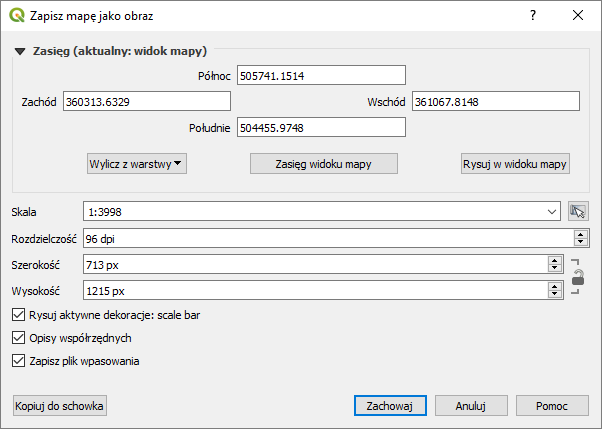 Zapisz mapę jako obraz
Zasięg (aktualny: widok mapy)
Północ 505741.1514
Zachód 360313.6329 Wschód 361067.8148
Południe 504455.9748
Wylicz z warstwy Zasięg widoku mapy Rysuj w widoku mapy
Skala 1:3998
Rozdzielczość 96 dpi
Szerokość 713 px
Wysokość 1215 px
Rysuj aktywne dekoracje: scale bar
Opisy współrzędnych
Zapisz plik wpasowania
Kopiuj do schowka Zachowaj Anuluj Pomoc